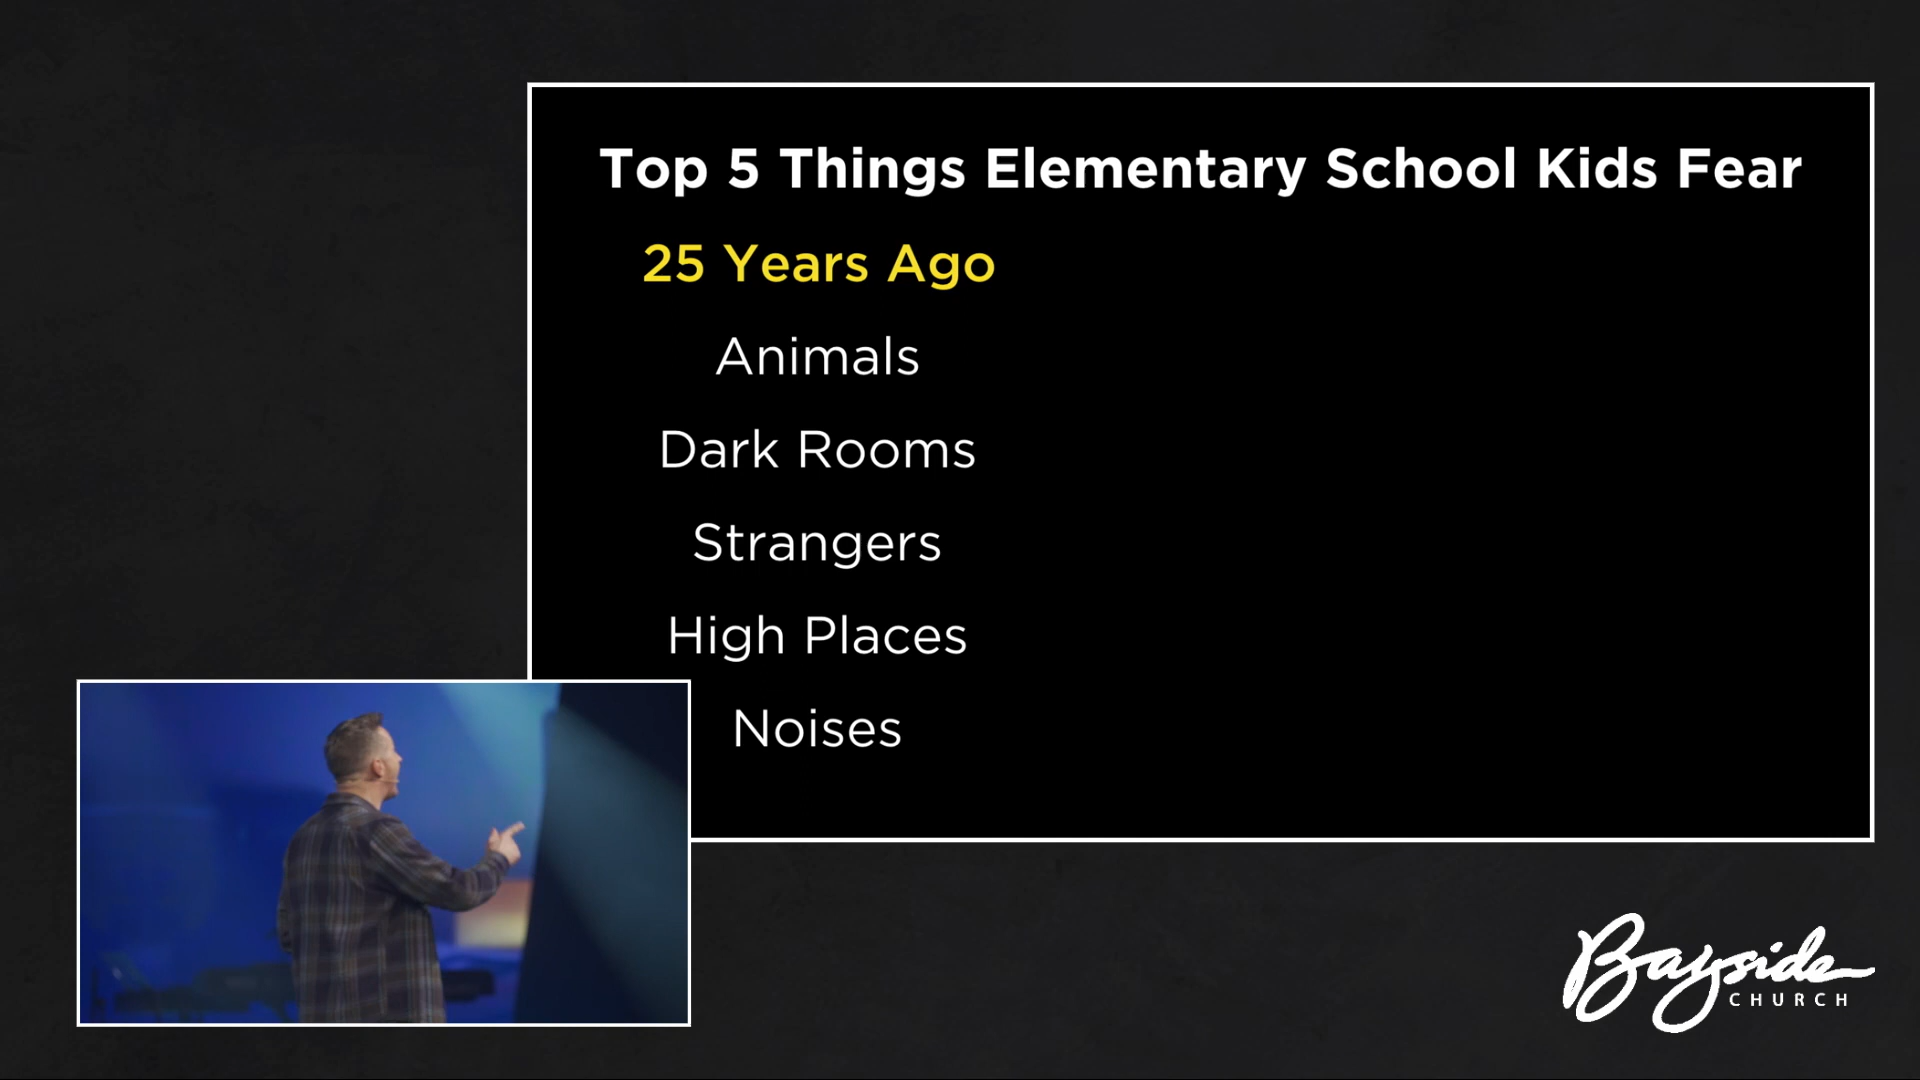 Top 5 Things Elementary School Kids Fear
25 Years Ago
Animals
Dark Rooms
Strangers
High Places
Noises
Bayside
CHURCH